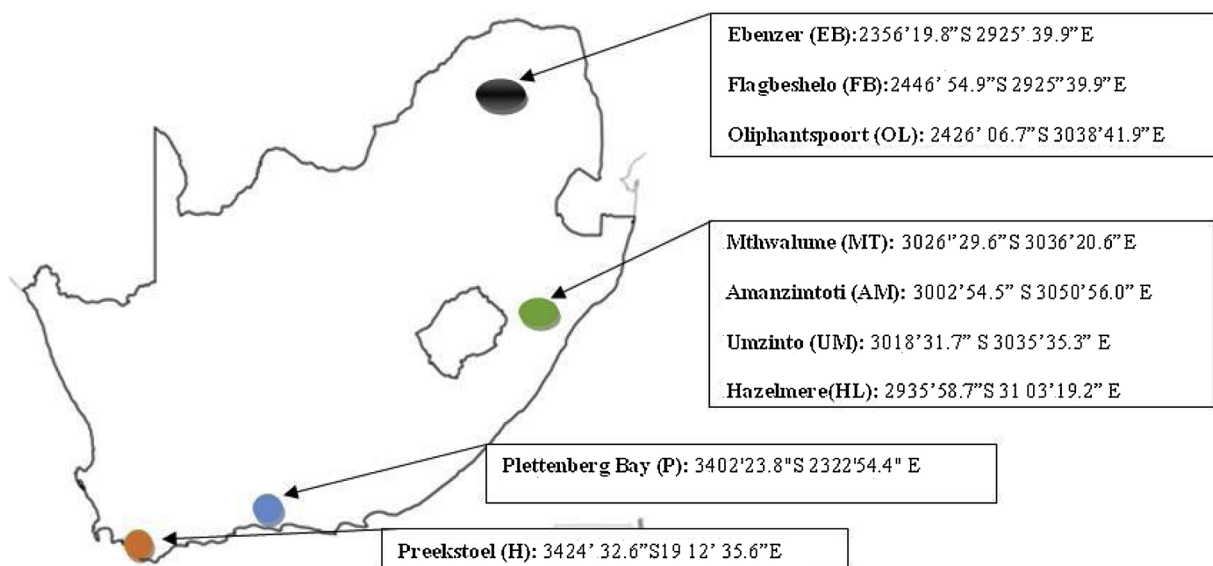 Ebenzer (EB):2356’19.8”S 2925’ 39.9”E
Flagbeshelo (FB):2446’ 54.9”S 2925”39.9”E
Oliphantspoort (OL): 2426’ 06.7”S 3038’41.9”E
Mthwalume (MT): 3026'’29.6”S 3036’20.6”E
Amanzimtoti (AM): 3002’54.5” S 3050’56.0” E
Umzinto (UM): 3018’31.7” S 3035’35.3” E
Hazelmere(HL): 2935’58.7”S 31 03’19.2” E
Plettenberg Bay (P): 3402'23.8"S 2322'54.4" E
Preekstoel (H): 3424’ 32.6”S19 12’ 35.6”E